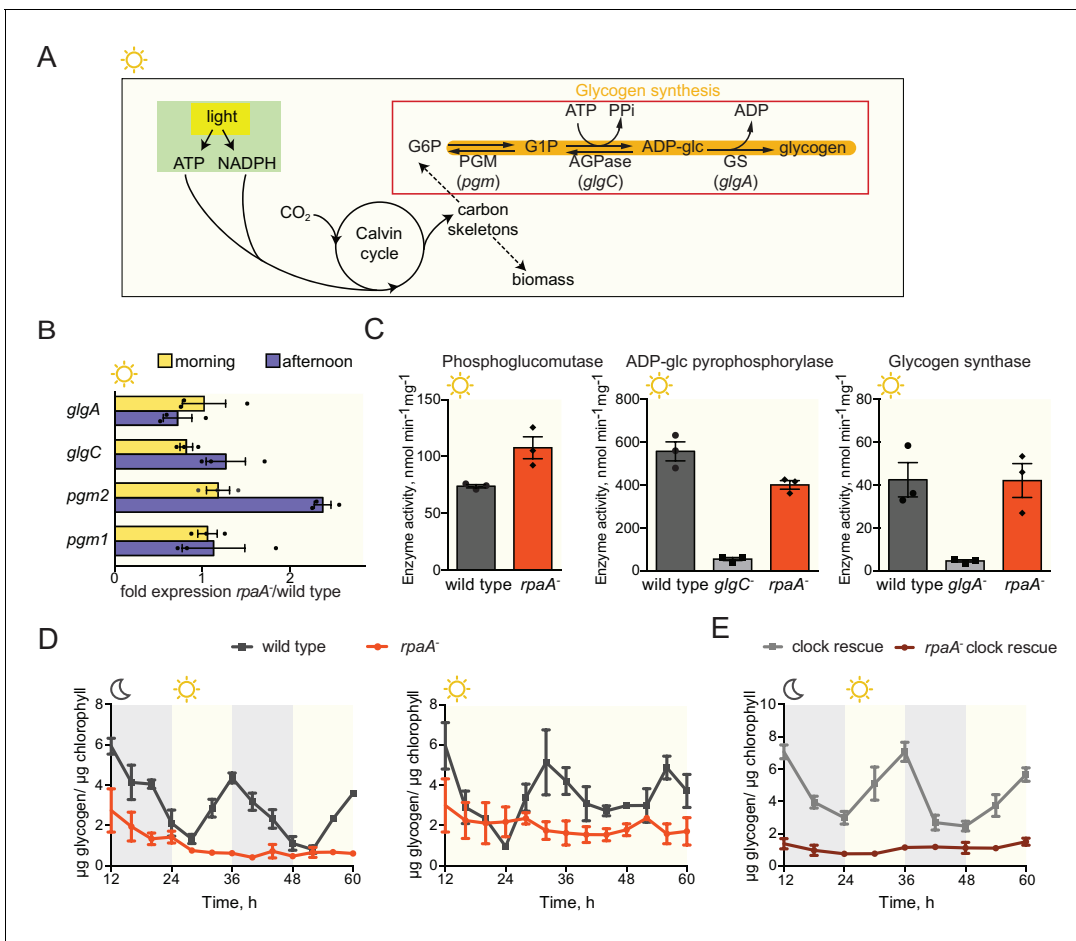 A
Glycogen synthesis
light
ATP NADPH
ATP PPi
ADP
G6P G1P ADP-glc glycogen
PGM AGPase GS
(pgm) (glgC) (glgA)
CO2
Calvin
cycle
carbon
skeletons
biomass
B
morning afternoon
glgA
glgC
pgm2
pgm1
0 1 2
fold expression rpaA-/wild type
C
Phosphoglucomutase
Enzyme activity, nmol min-1mg-1
150
100
50
0
wild type rpaA-
ADP-glc pyrophosphorylase
Enzyme activity, nmol min-1mg-1
800
600
400
200
0
wild type glgC- rpaA-
Glycogen synthase
Enzyme activity, nmol min-1mg-1
80
60
40
20
0
wild type glgA- rpaA-
D
wild type rpaA-
µg glycogen/ µg chlorophyll
8
6
4
2
0
12 24 36 48 60
Time, h
µg glycogen/ µg chlorophyll
8
6
4
2
0
12 24 36 48 60
Time, h
E
clock rescue rpaA- clock rescue
µg glycogen/ µg chlorophyll
10
8
6
4
2
0
12 24 36 48 60
Time, h